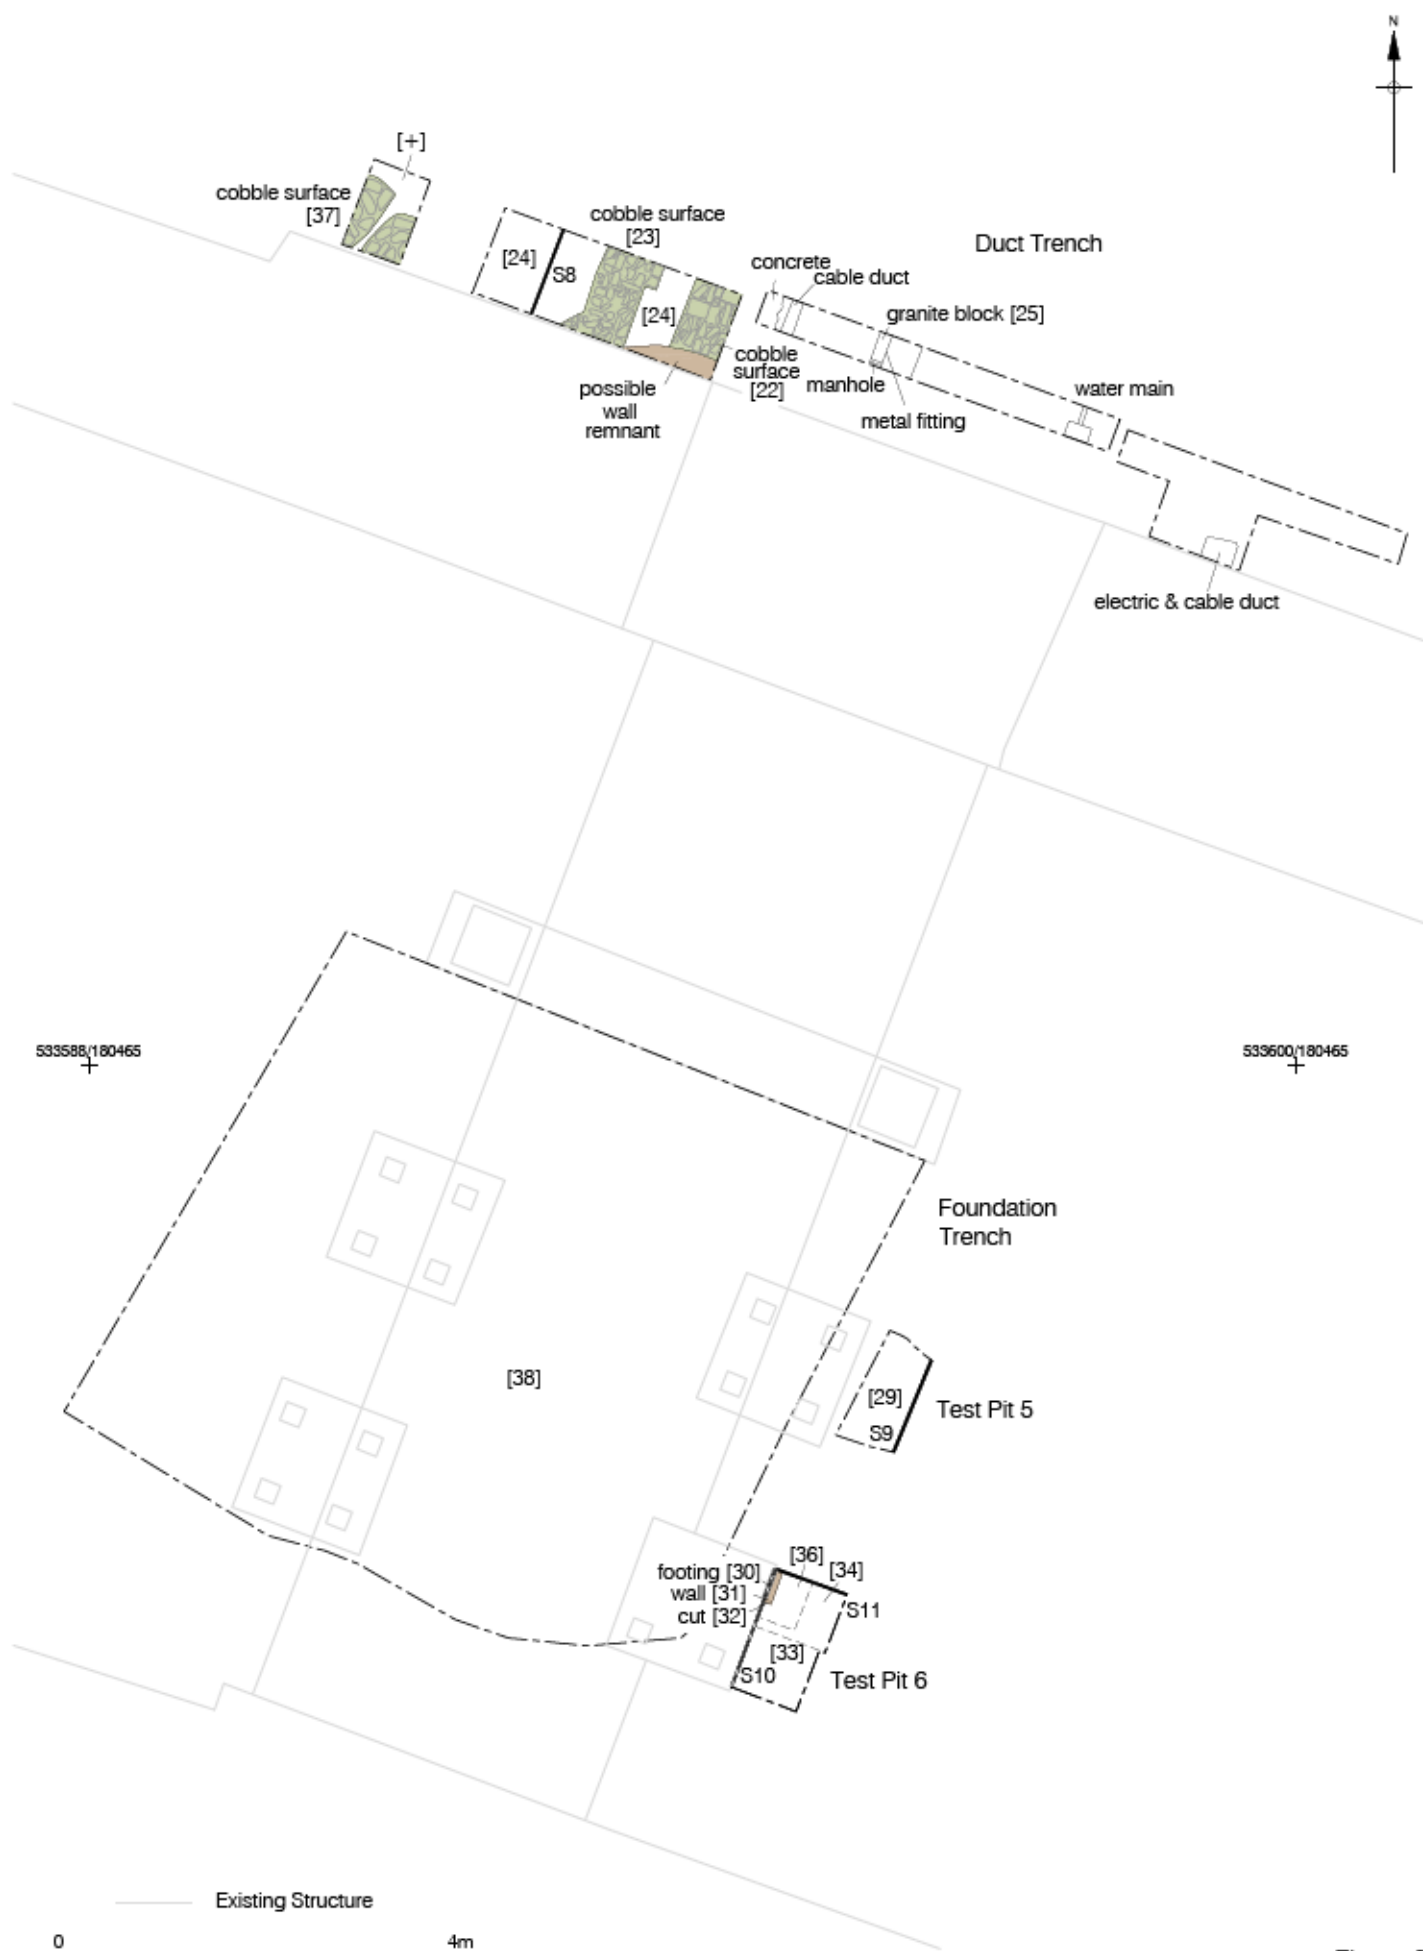 N
[+]
cobble surface
[37]
cobble surface
[23]
[24]
S8
[24]
Duct Trench
concrete
cable duct
granite block [25]
cobble
surface
[22]
manhole
metal fitting
possible
wall
remnant
water main
electric & cable duct
533588/180465
533600/180465
Foundation
Trench
[38]
[29]
S9
Test Pit 5
[36]
footing [30]
[34]
wall [31]
cut [32]
S11
[33]
S10
Test Pit 6
Existing Structure
0
4m